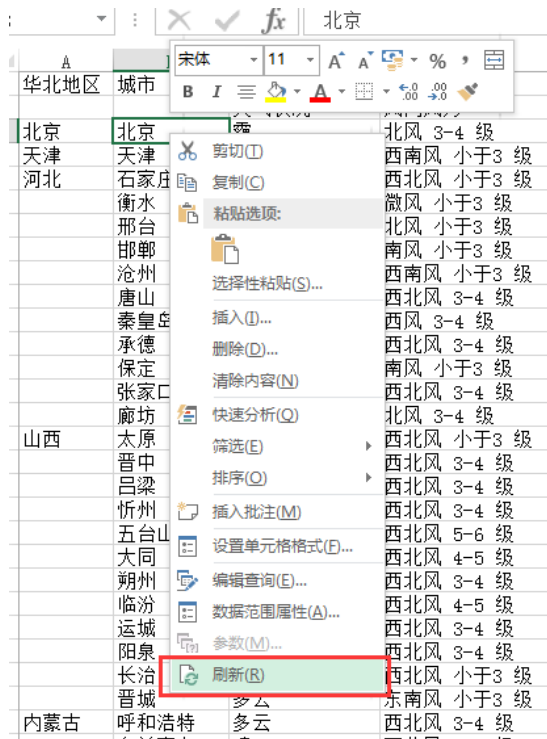 fx 北京
宋体 11 A A %
B I A
A
华北地区 城市
北京 北京 霾 北风 3-4 级
天津 天津 西南风 小于3 级
河北 石家庄 西北风 小于3 级
衡水 微风 小于3 级
邢台 北风 小于3 级
邯郸 南风 小于3 级
沧州 西南风 小于3 级
唐山 西北风 3-4 级
秦皇岛 西风 3-4 级
承德 西北风 3-4 级
保定 南风 小于3 级
张家口 西北风 3-4 级
廊坊 北风 3-4 级
山西 太原 西北风 小于3 级
晋中 西北风 3-4 级
吕梁 西北风 3-4 级
忻州 西北风 3-4 级
五台山 西北风 5-6 级
大同 西北风 4-5 级
朔州 西北风 3-4 级
临汾 西北风 4-5 级
运城 西北风 3-4 级
阳泉 西北风 3-4 级
长治 西北风 小于3 级
晋城 多云 东南风 小于3 级
内蒙古 呼和浩特 多云 西北风 3-4 级
剪切(T)
复制(C)
粘贴选项:
选择性粘贴(S)...
插入(I)...
删除(D)...
清除内容(N)
快速分析(Q)
筛选(E)
排序(O)
插入批注(M)
设置单元格格式(F)...
编辑查询(E)...
数据范围属性(A)...
参数(M)...
刷新(R)